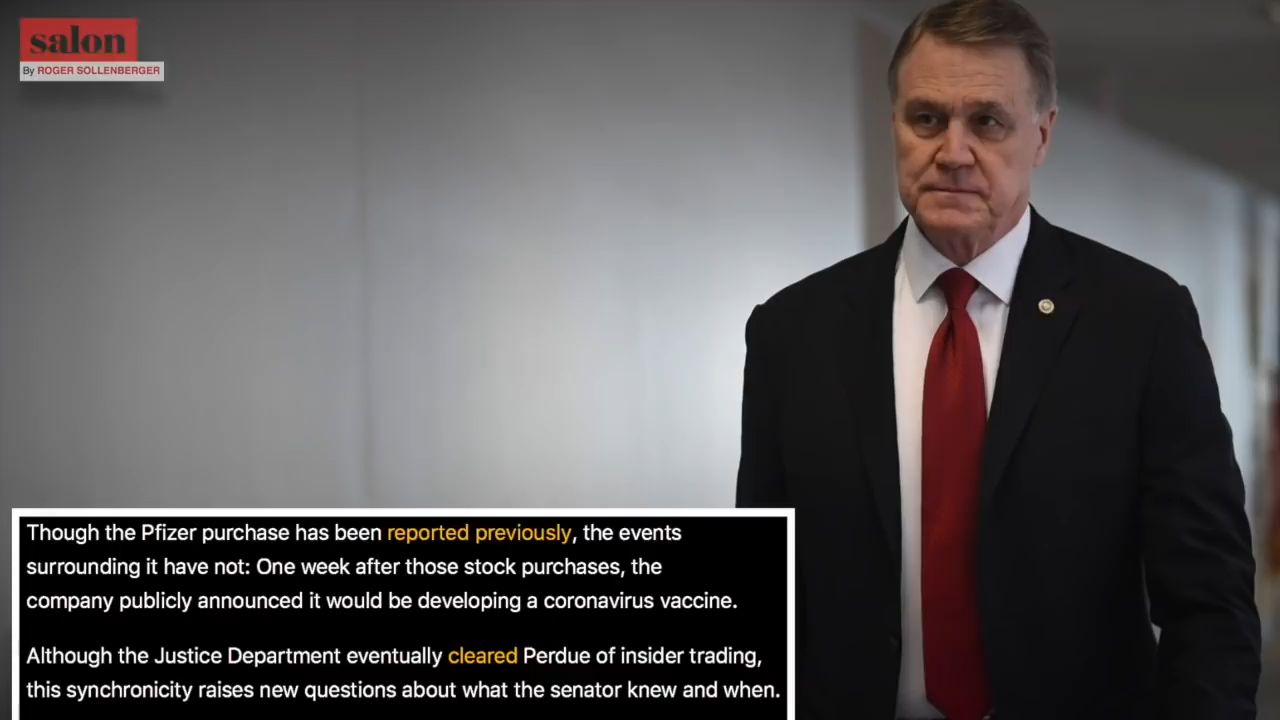 salon
By ROGER SOLLENBERGER
Though the Pfizer purchase has been reported previously, the events
surrounding it have not: One week after those stock purchases, the
company publicly announced it would be developing a coronavirus vaccine.
Although the Justice Department eventually cleared Perdue of insider trading,
this synchronicity raises new questions about what the senator knew and when.